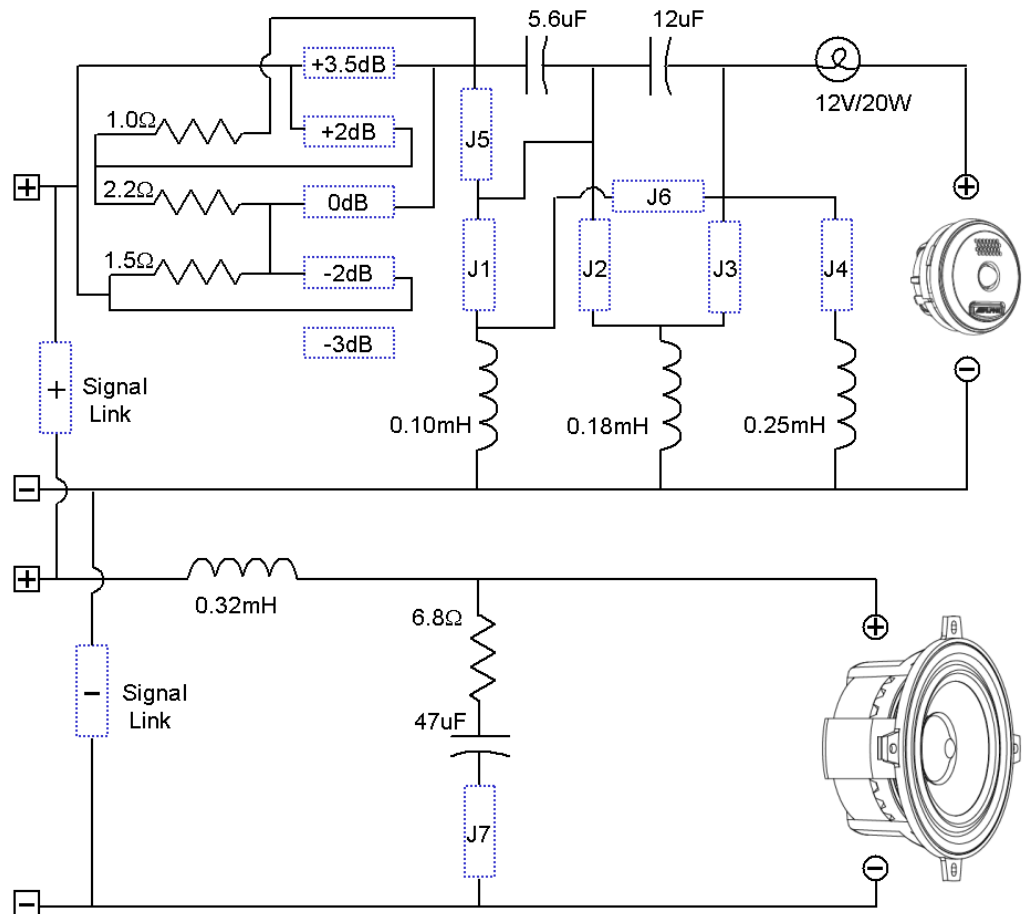 5.6uF
12uF
+3.5dB
12V/20W
1.0Ω
+2dB
J5
+
2.2Ω
0dB
J6
+
1.5Ω
-2dB
J1
J2
J3
J4
-3dB
+
Signal
Link
0.10mH
0.18mH
0.25mH
-
-
+
0.32mH
6.8Ω
+
-
Signal
Link
47uF
J7
-
-